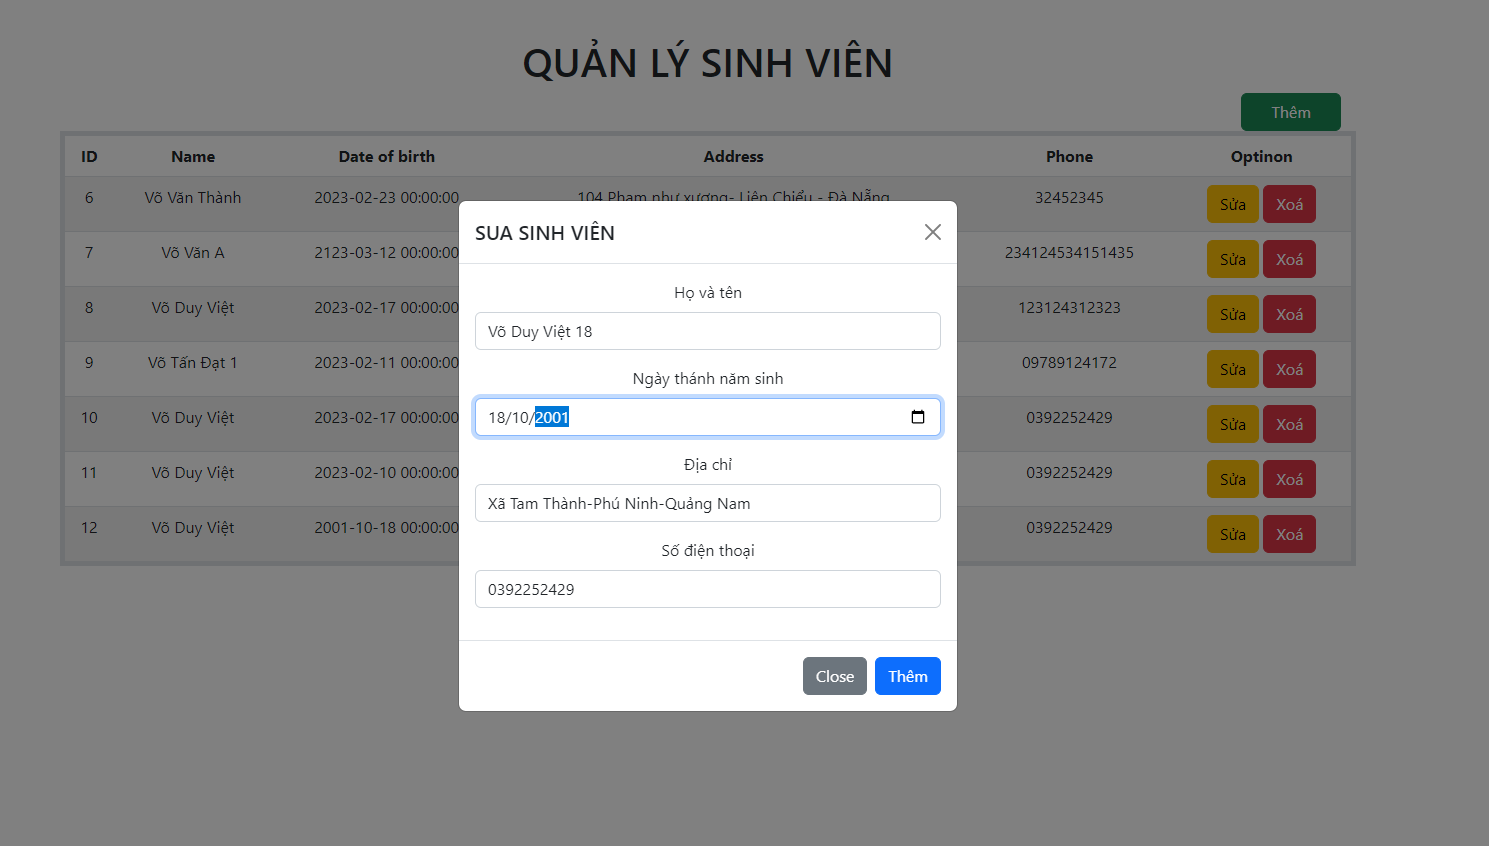 QUẢN LÝ SINH VIÊN
Thêm
ID Name Date of birth Address Phone Optinon
6 Võ Văn Thành 2023-02-23 00:00:00 104 Phạm như xương- Liên Chiểu - Đà Nẵng 32452345 Sửa Xoá
7 Võ Văn A 2123-03-12 00:00:00 234124534151435 Sửa Xoá
8 Võ Duy Việt 2023-02-17 00:00:00 123124312323 Sửa Xoá
9 Võ Tấn Đạt 1 2023-02-11 00:00:00 09789124172 Sửa Xoá
10 Võ Duy Việt 2023-02-17 00:00:00 0392252429 Sửa Xoá
11 Võ Duy Việt 2023-02-10 00:00:00 0392252429 Sửa Xoá
12 Võ Duy Việt 2001-10-18 00:00:00 0392252429 Sửa Xoá
SUA SINH VIÊN
Họ và tên
Võ Duy Việt 18
Ngày thánh năm sinh
18/10/2001
Địa chỉ
Xã Tam Thành-Phú Ninh-Quảng Nam
Số điện thoại
0392252429
Close Thêm